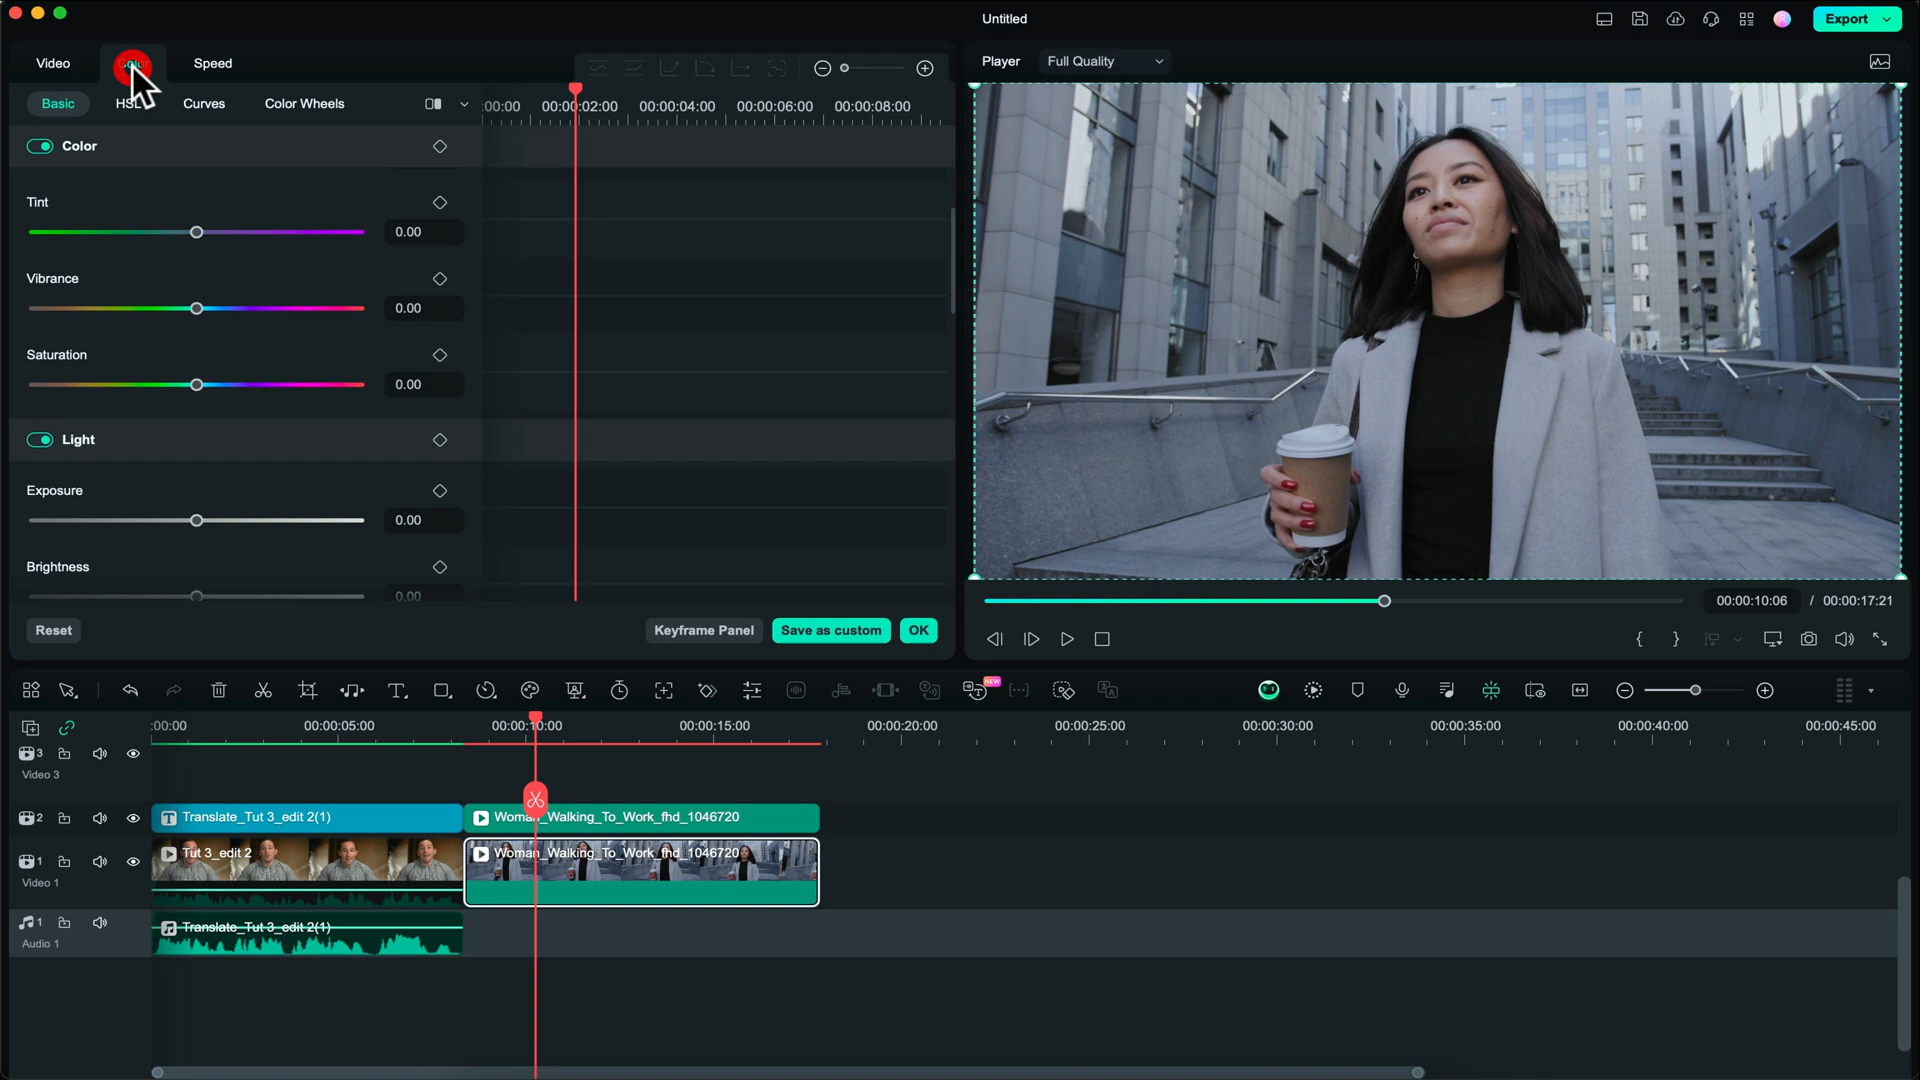 Untitled
Export
Video
Color
Speed
Player
Full Quality
Basic
HSL
Curves
Color Wheels
:00:00
00:00:02:00
00:00:04:00
00:00:06:00
00:00:08:00
Color
Tint
0.00
Vibrance
0.00
Saturation
0.00
Light
Exposure
0.00
Brightness
0.00
00:00:10:06 / 00:00:17:21
Reset
Keyframe Panel
Save as custom
OK
NEW
:00:00
00:00:05:00
00:00:10:00
00:00:15:00
00:00:20:00
00:00:25:00
00:00:30:00
00:00:35:00
00:00:40:00
00:00:45:00
3
Video 3
2
Translate_Tut 3_edit 2(1)
Woman_Walking_To_Work_fhd_1046720
1
Video 1
Tut 3_edit 2
Woman_Walking_To_Work_fhd_1046720
1
Audio 1
Translate_Tut 3_edit 2(1)